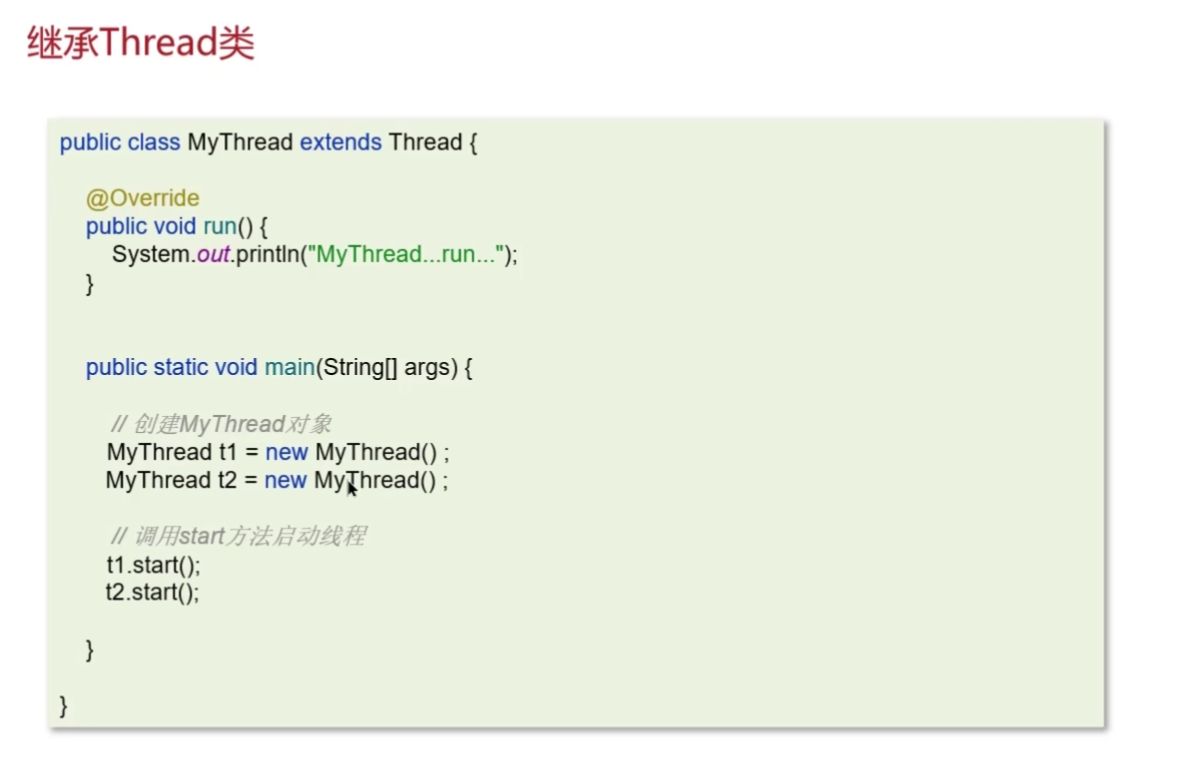 继承Thread类
public class MyThread extends Thread {
@Override
public void run() {
System.out.println("MyThread...run...");
}
public static void main(String[] args) {
// 创建MyThread对象
MyThread t1 = new MyThread() ;
MyThread t2 = new MyThread() ;
// 调用start方法启动线程
t1.start();
t2.start();
}
}